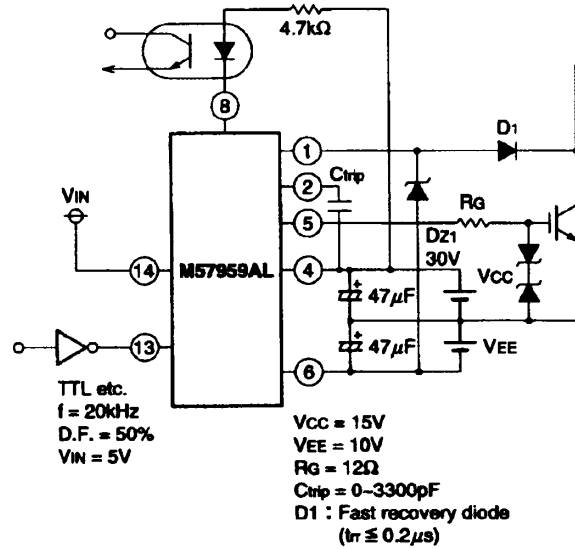 4.7kΩ
8
D1
1
Ctrip
2
VIN
RG
5
DZ1
30V
VCC
14
M57959AL
4
47μF
47μF
VEE
13
6
TTL etc.
f = 20kHz
D.F. = 50%
VIN = 5V
VCC = 15V
VEE = 10V
RG = 12Ω
Ctrip = 0~3300pF
D1 : Fast recovery diode
(trr ≦ 0.2μs)
+
+